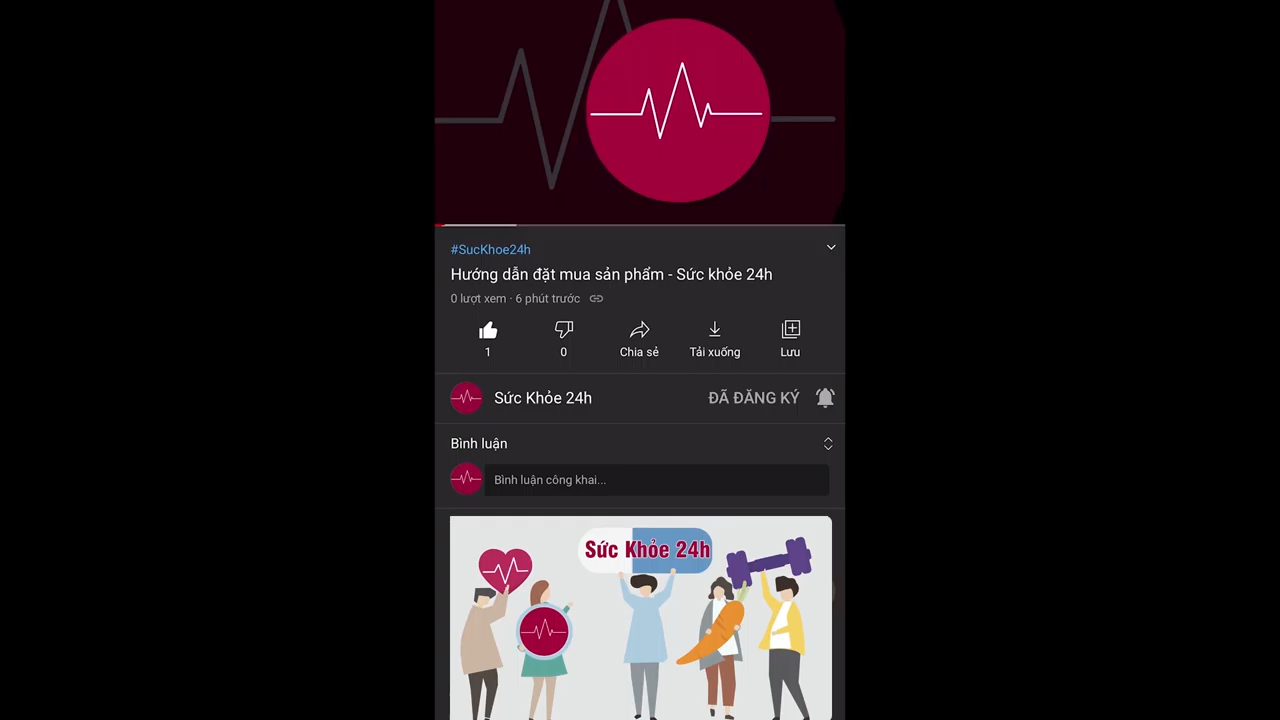 #SucKhoe24h
Hướng dẫn đặt mua sản phẩm - Sức khỏe 24h
0 lượt xem · 6 phút trước
1
0
Chia sẻ
Tải xuống
Lưu
Sức Khỏe 24h
ĐÃ ĐĂNG KÝ
Bình luận
Bình luận công khai...
Sức Khỏe 24h